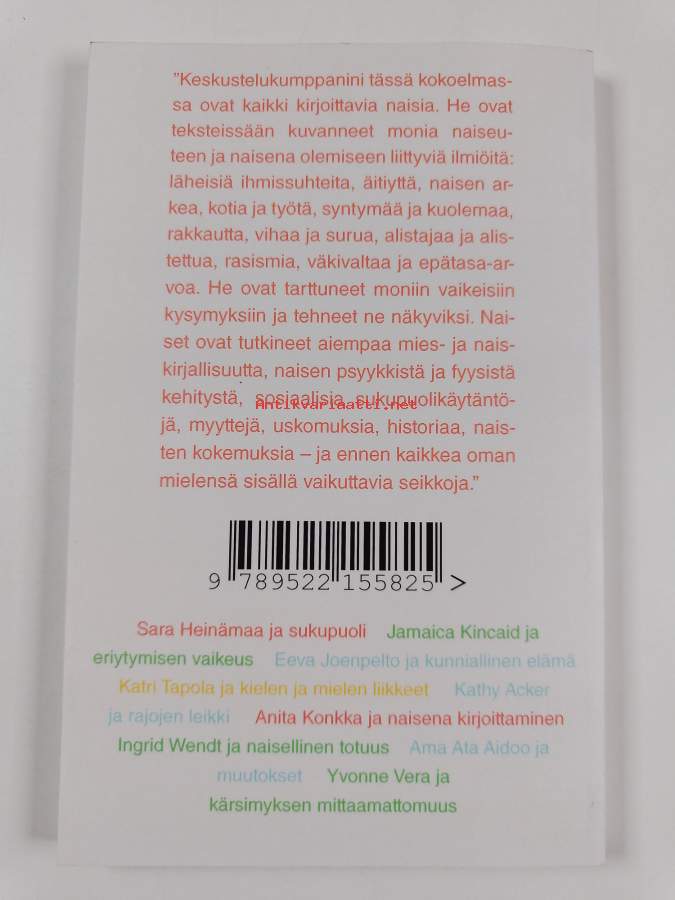 ”Keskustelukumppanini tässä kokoelmas-
sa ovat kaikki kirjoittavia naisia. He ovat
teksteissään kuvanneet monia naiseu-
teen ja naisena olemiseen liittyviä ilmiöitä:
läheisiä ihmissuhteita, äitiyttä, naisen ar-
kea, kotia ja työtä, syntymää ja kuolemaa,
rakkautta, vihaa ja surua, alistajaa ja alis-
tettua, rasismia, väkivaltaa ja epätasa-ar-
voa. He ovat tarttuneet moniin vaikeisiin
kysymyksiin ja tehneet ne näkyviksi. Nai-
set ovat tutkineet aiempaa mies- ja nais-
kirjallisuutta, naisen psyykkistä ja fyysistä
kehitystä, sosiaalisia sukupuolikäytäntö-
Antikvariaatti.net
jä, myyttejä, uskomuksia, historiaa, nais-
ten kokemuksia – ja ennen kaikkea oman
mielensä sisällä vaikuttavia seikkoja.”
9 789522 155825 >
Sara Heinämaa ja sukupuoli Jamaica Kincaid ja
eriytymisen vaikeus Eeva Joenpelto ja kunniallinen elämä
Katri Tapola ja kielen ja mielen liikkeet Kathy Acker
ja rajojen leikki Anita Konkka ja naisena kirjoittaminen
Ingrid Wendt ja naisellinen totuus Ama Ata Aidoo ja
muutokset Yvonne Vera ja
kärsimyksen mittaamattomuus